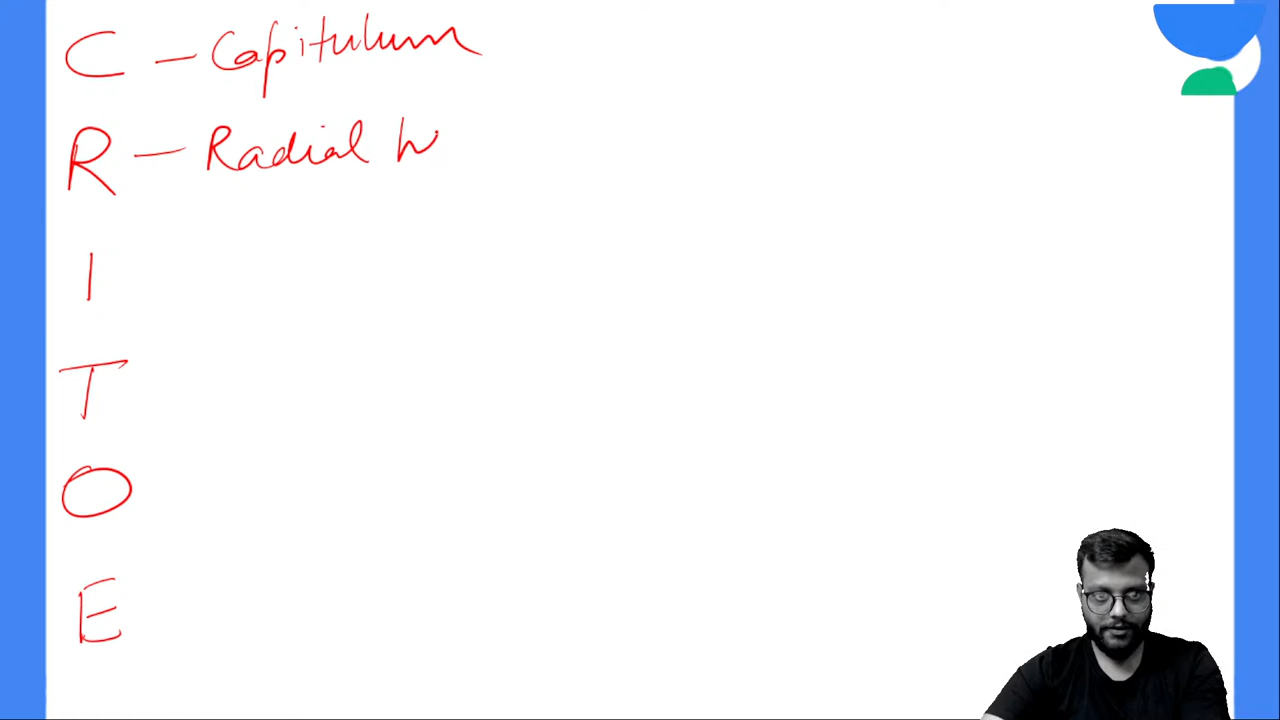 C – Capitulum
R – Radial h
I
T
O
E